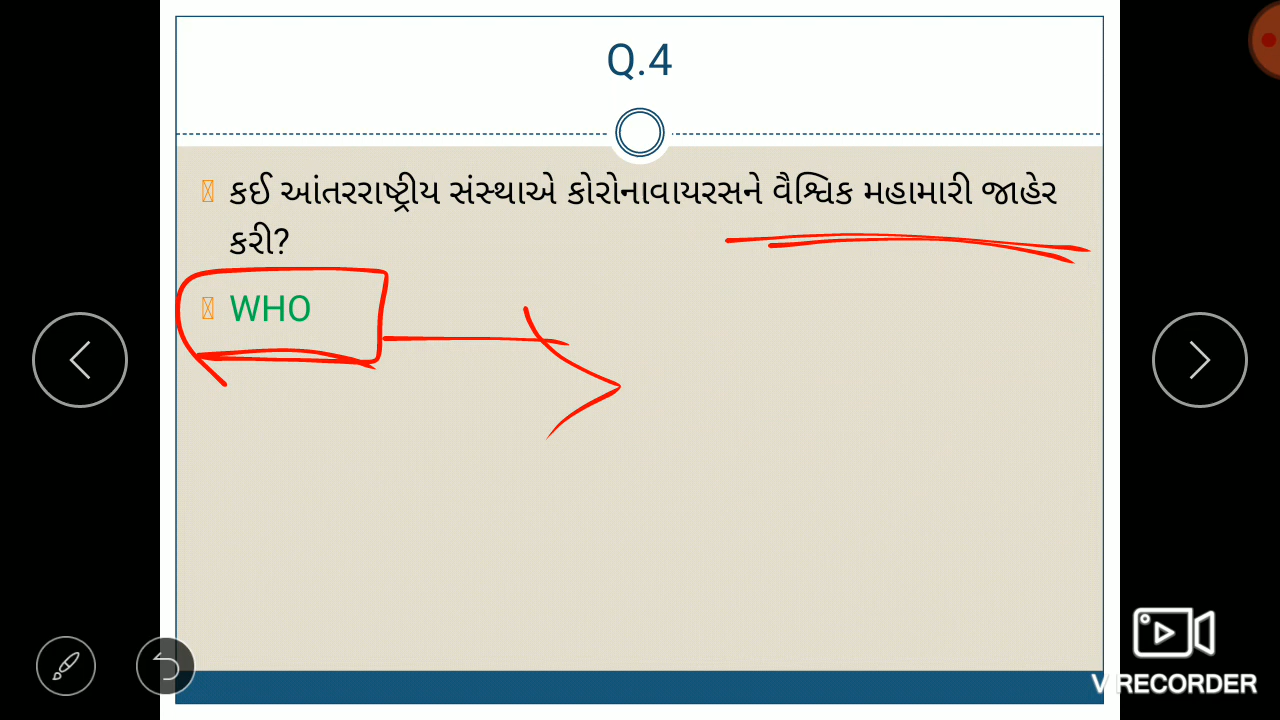 Q.4
કઈ આંતરરાષ્ટ્રીય સંસ્થાએ કોરોનાવાયરસને વૈશ્વિક મહામારી જાહેર
કરી?
WHO
V RECORDER